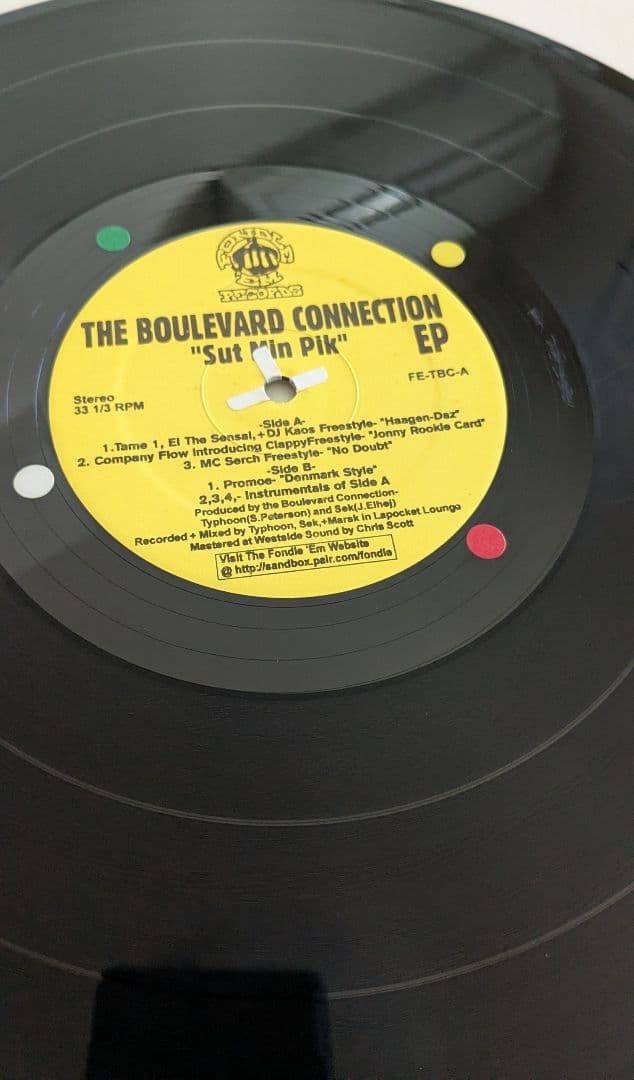 FONDLE
'EM
RECORDS
THE BOULEVARD CONNECTION
"Sut Min Pik" EP
Stereo
33 1/3 RPM
FE-TBC-A
-Side A-
1.Tame 1, El The Sensai,+DJ Kaos Freestyle- "Haagen-Daz"
2. Company Flow Introducing ClappyFreestyle- "Jonny Rookie Card"
3. MC Serch Freestyle- "No Doubt"
-Side B-
1. Promoe- "Denmark Style"
2,3,4,- Instrumentals of Side A
Produced by the Boulevard Connection-
Typhoon(S.Peterson) and Sek(J.Elhej)
Recorded + Mixed by Typhoon, Sek,+Marsk in Lapocket Lounge
Mastered at Westside Sound by Chris Scott
Visit The Fondle 'Em Website
@ http://sandbox.pair.com/fondle